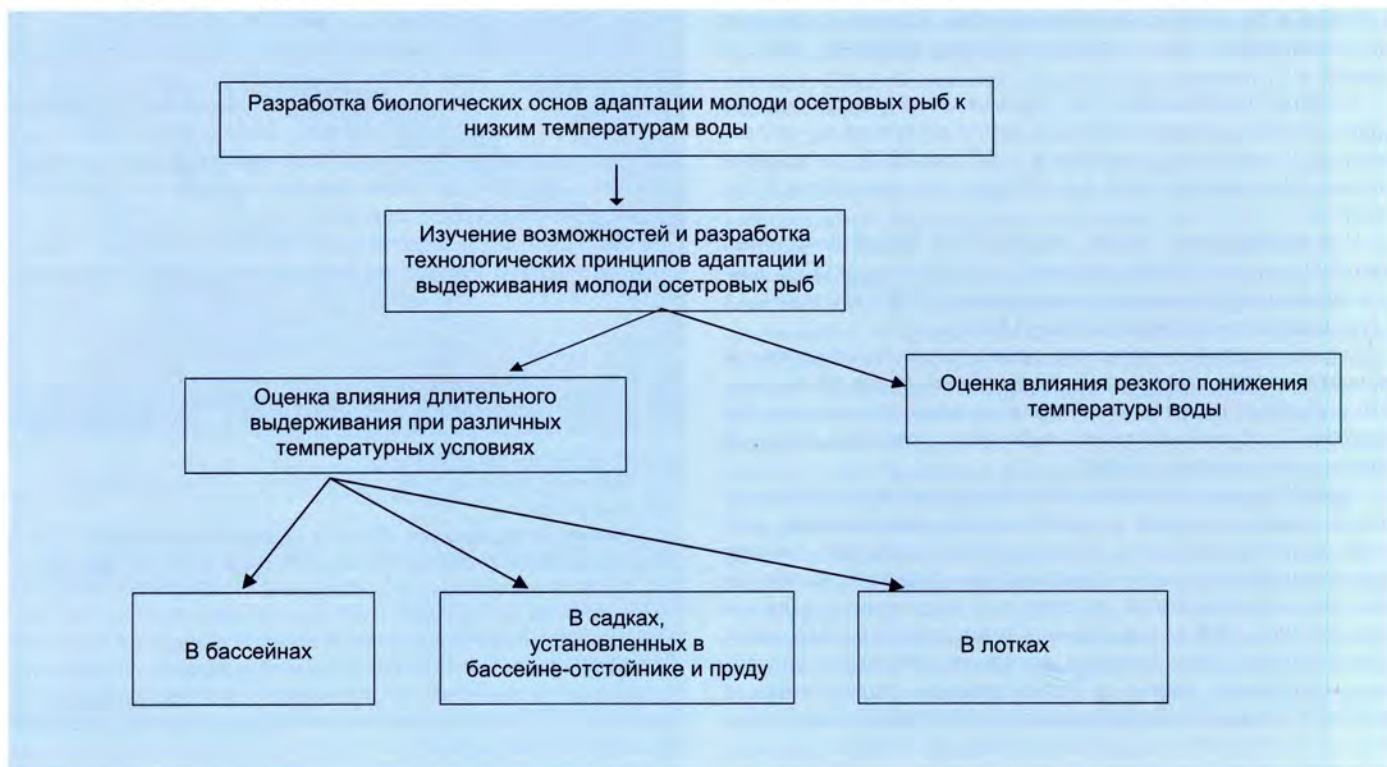 Разработка биологических основ адаптации молоди осетровых рыб к
низким температурам воды
Изучение возможностей и разработка
технологических принципов адаптации и
выдерживания молоди осетровых рыб
Оценка влияния длительного
выдерживания при различных
температурных условиях
Оценка влияния резкого понижения
температуры воды
В бассейнах
В садках,
установленных в
бассейне-отстойнике и пруду
В лотках